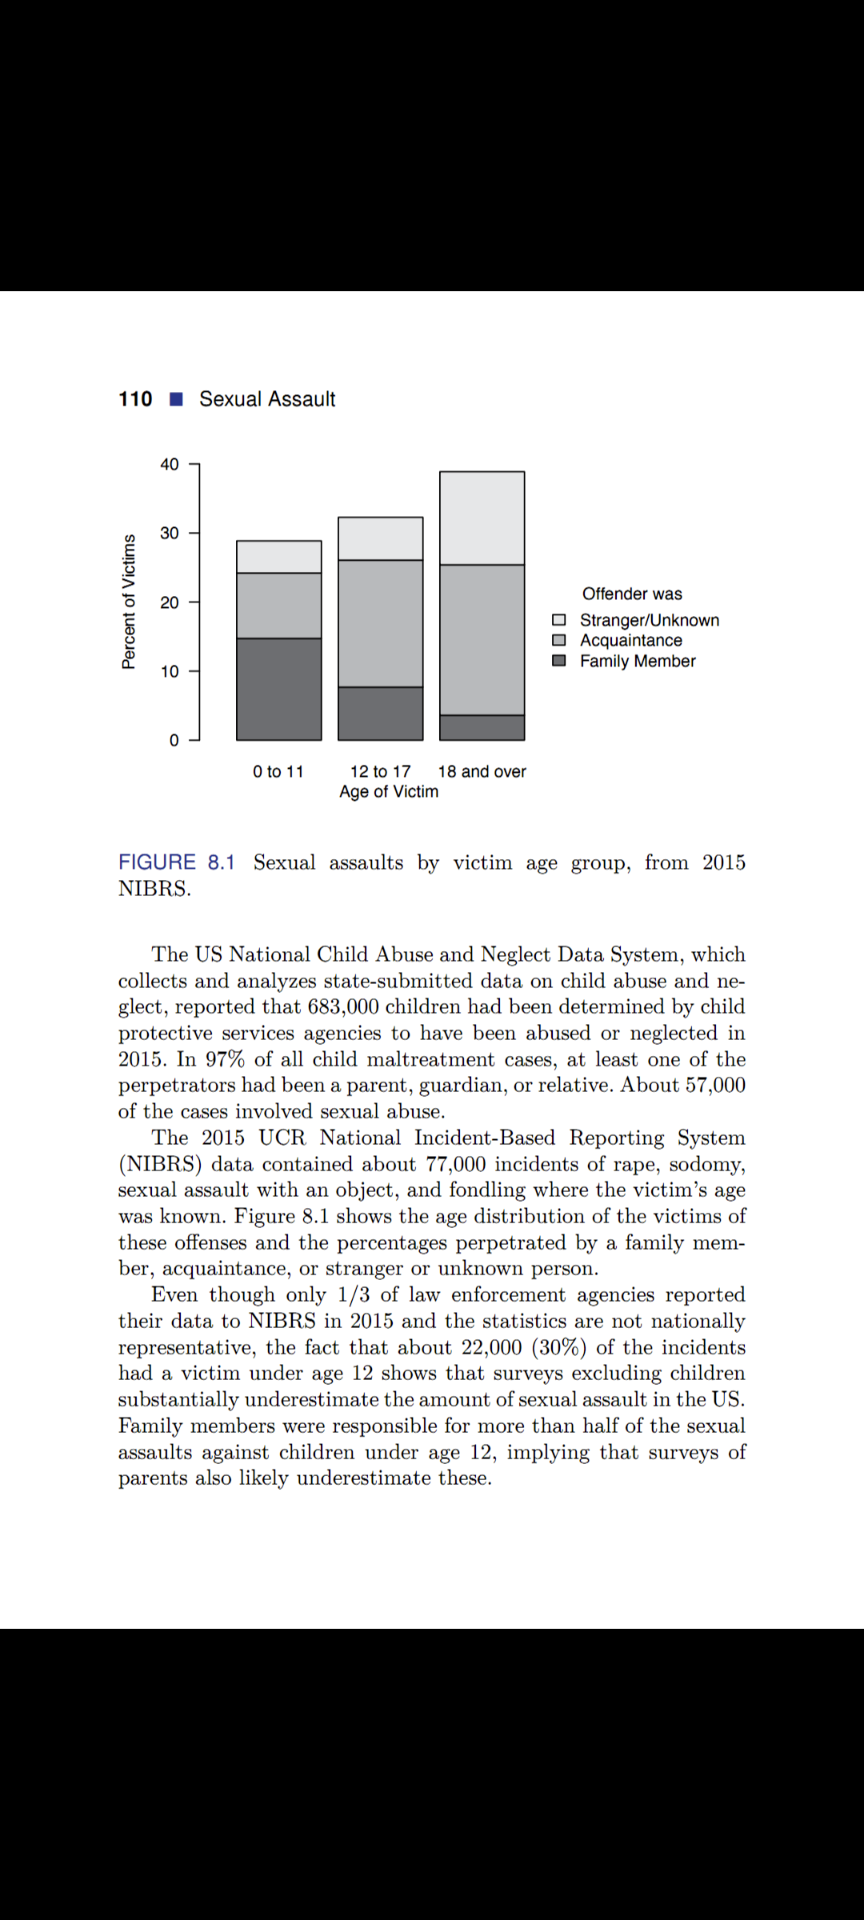 110 ■ Sexual Assault
40
30
20
10
0
Percent of Victims
0 to 11
12 to 17
18 and over
Age of Victim
Offender was
Stranger/Unknown
Acquaintance
Family Member
FIGURE 8.1 Sexual assaults by victim age group, from 2015
NIBRS.
The US National Child Abuse and Neglect Data System, which
collects and analyzes state-submitted data on child abuse and ne-
glect, reported that 683,000 children had been determined by child
protective services agencies to have been abused or neglected in
2015. In 97% of all child maltreatment cases, at least one of the
perpetrators had been a parent, guardian, or relative. About 57,000
of the cases involved sexual abuse.
The 2015 UCR National Incident-Based Reporting System
(NIBRS) data contained about 77,000 incidents of rape, sodomy,
sexual assault with an object, and fondling where the victim's age
was known. Figure 8.1 shows the age distribution of the victims of
these offenses and the percentages perpetrated by a family mem-
ber, acquaintance, or stranger or unknown person.
Even though only 1/3 of law enforcement agencies reported
their data to NIBRS in 2015 and the statistics are not nationally
representative, the fact that about 22,000 (30%) of the incidents
had a victim under age 12 shows that surveys excluding children
substantially underestimate the amount of sexual assault in the US.
Family members were responsible for more than half of the sexual
assaults against children under age 12, implying that surveys of
parents also likely underestimate these.